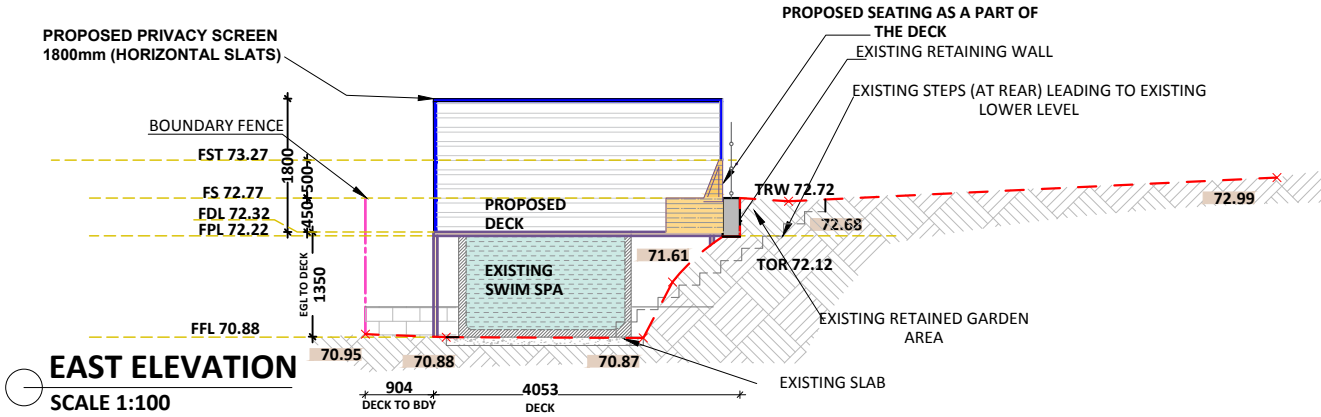 PROPOSED SEATING AS A PART OF
THE DECK
PROPOSED PRIVACY SCREEN
1800mm (HORIZONTAL SLATS)
EXISTING RETAINING WALL
EXISTING STEPS (AT REAR) LEADING TO EXISTING
LOWER LEVEL
BOUNDARY FENCE
FST 73.27
1800
500
FS 72.77
TRW 72.72
72.99
450
PROPOSED
DECK
FDL 72.32
FPL 72.22
72.68
71.61
TOR 72.12
EXISTING
SWIM SPA
EGL TO DECK
1350
EXISTING RETAINED GARDEN
AREA
FFL 70.88
70.95
70.88
70.87
EAST ELEVATION
SCALE 1:100
904
DECK TO BDY
4053
DECK
EXISTING SLAB